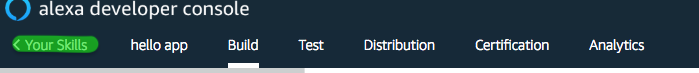 alexa developer console
< Your Skills hello app Build Test Distribution Certification Analytics